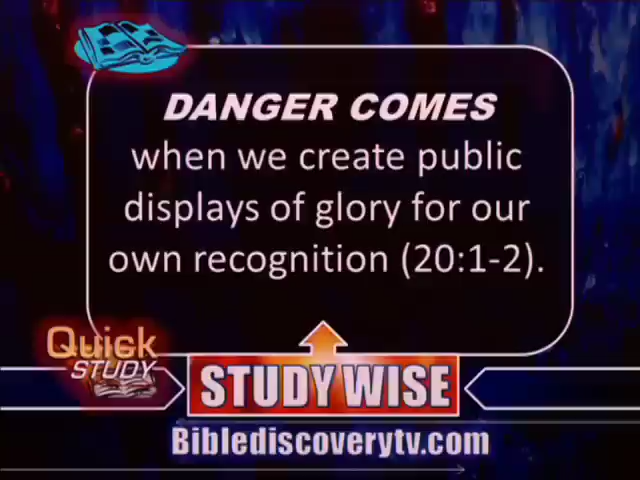 DANGER COMES
when we create public
displays of glory for our
own recognition (20:1-2).
Quick
STUDY
STUDY WISE
Biblediscoverytv.com